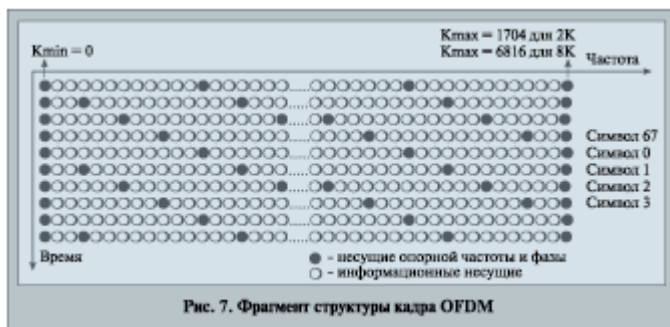 Kmax = 1704 для 2K
Kmin = 0
Kmax = 6816 для 8K
Частота
Символ 67
Символ 0
Символ 1
Символ 2
Символ 3
Время
- несущие опорной частоты и фазы
- информационные несущие
Рис. 7. Фрагмент структуры кадра OFDM